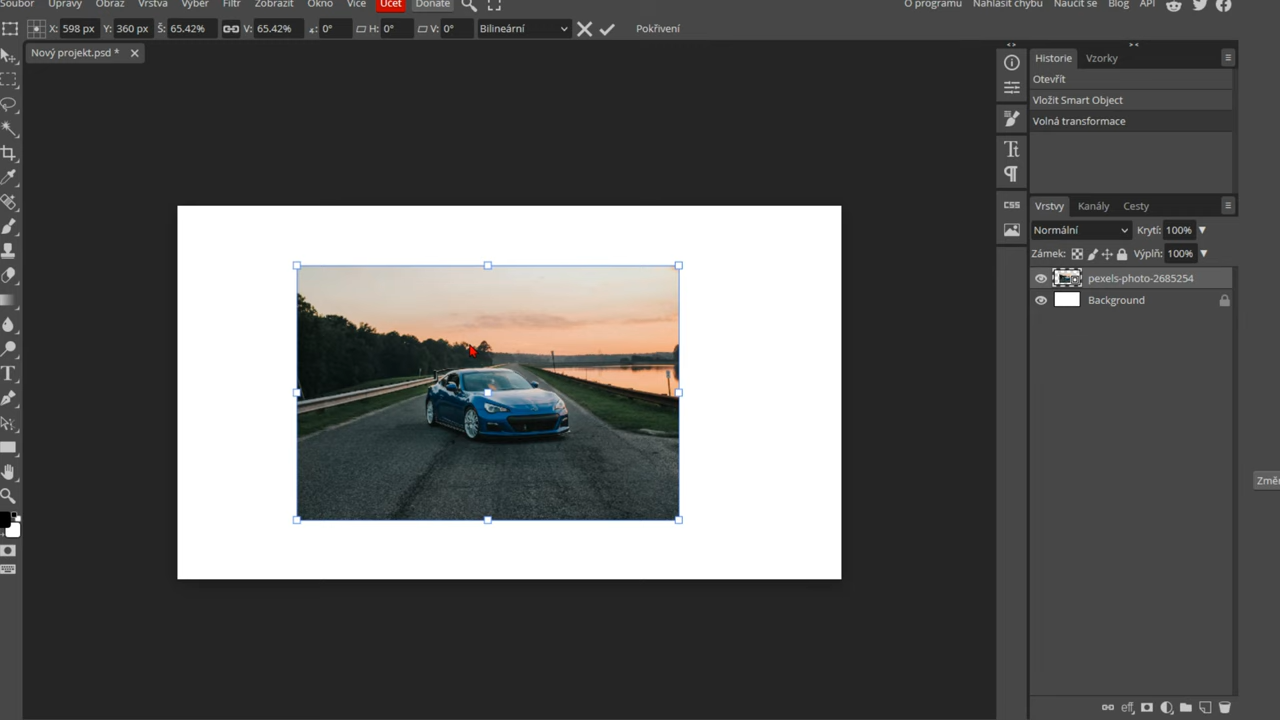 Soubor Úpravy Obraz Vrstva Výběr Filtr Zobrazit Okno Více Účet Donate O programu Nahlásit chybu Naučit se Blog API
X: 598 px Y: 360 px Š: 65.42% V: 65.42% 0° H: 0° V: 0° Bilineární Pokřivení
Nový projekt.psd *
Historie Vzorky
Otevřít
Vložit Smart Object
Volná transformace
CSS
Vrstvy Kanály Cesty
Normální Krytí: 100%
Zámek: Výplň: 100%
pexels-photo-2685254
Background
Změ
eff